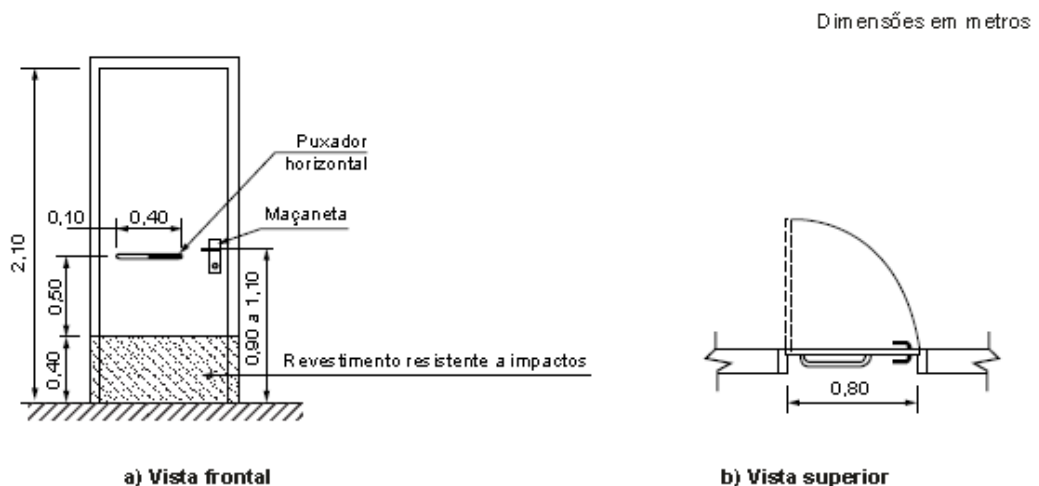 Dimensões em metros
Puxador
horizontal
0,10
0,40
Maçaneta
2,10
0,50
0,90 a 1,10
0,40
Revestimento resistente a impactos
0,80
a) Vista frontal
b) Vista superior